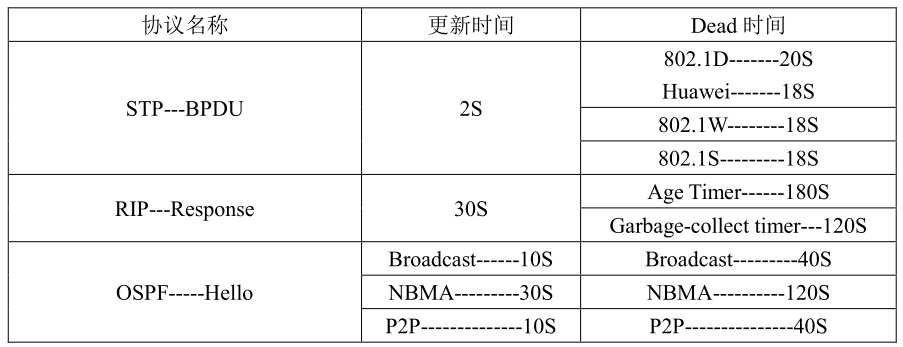 协议名称 更新时间 Dead 时间
STP---BPDU 2S 802.1D-------20S
Huawei-------18S
802.1W--------18S
802.1S---------18S
RIP---Response 30S Age Timer------180S
Garbage-collect timer---120S
OSPF-----Hello Broadcast------10S Broadcast---------40S
NBMA---------30S NBMA----------120S
P2P--------------10S P2P---------------40S